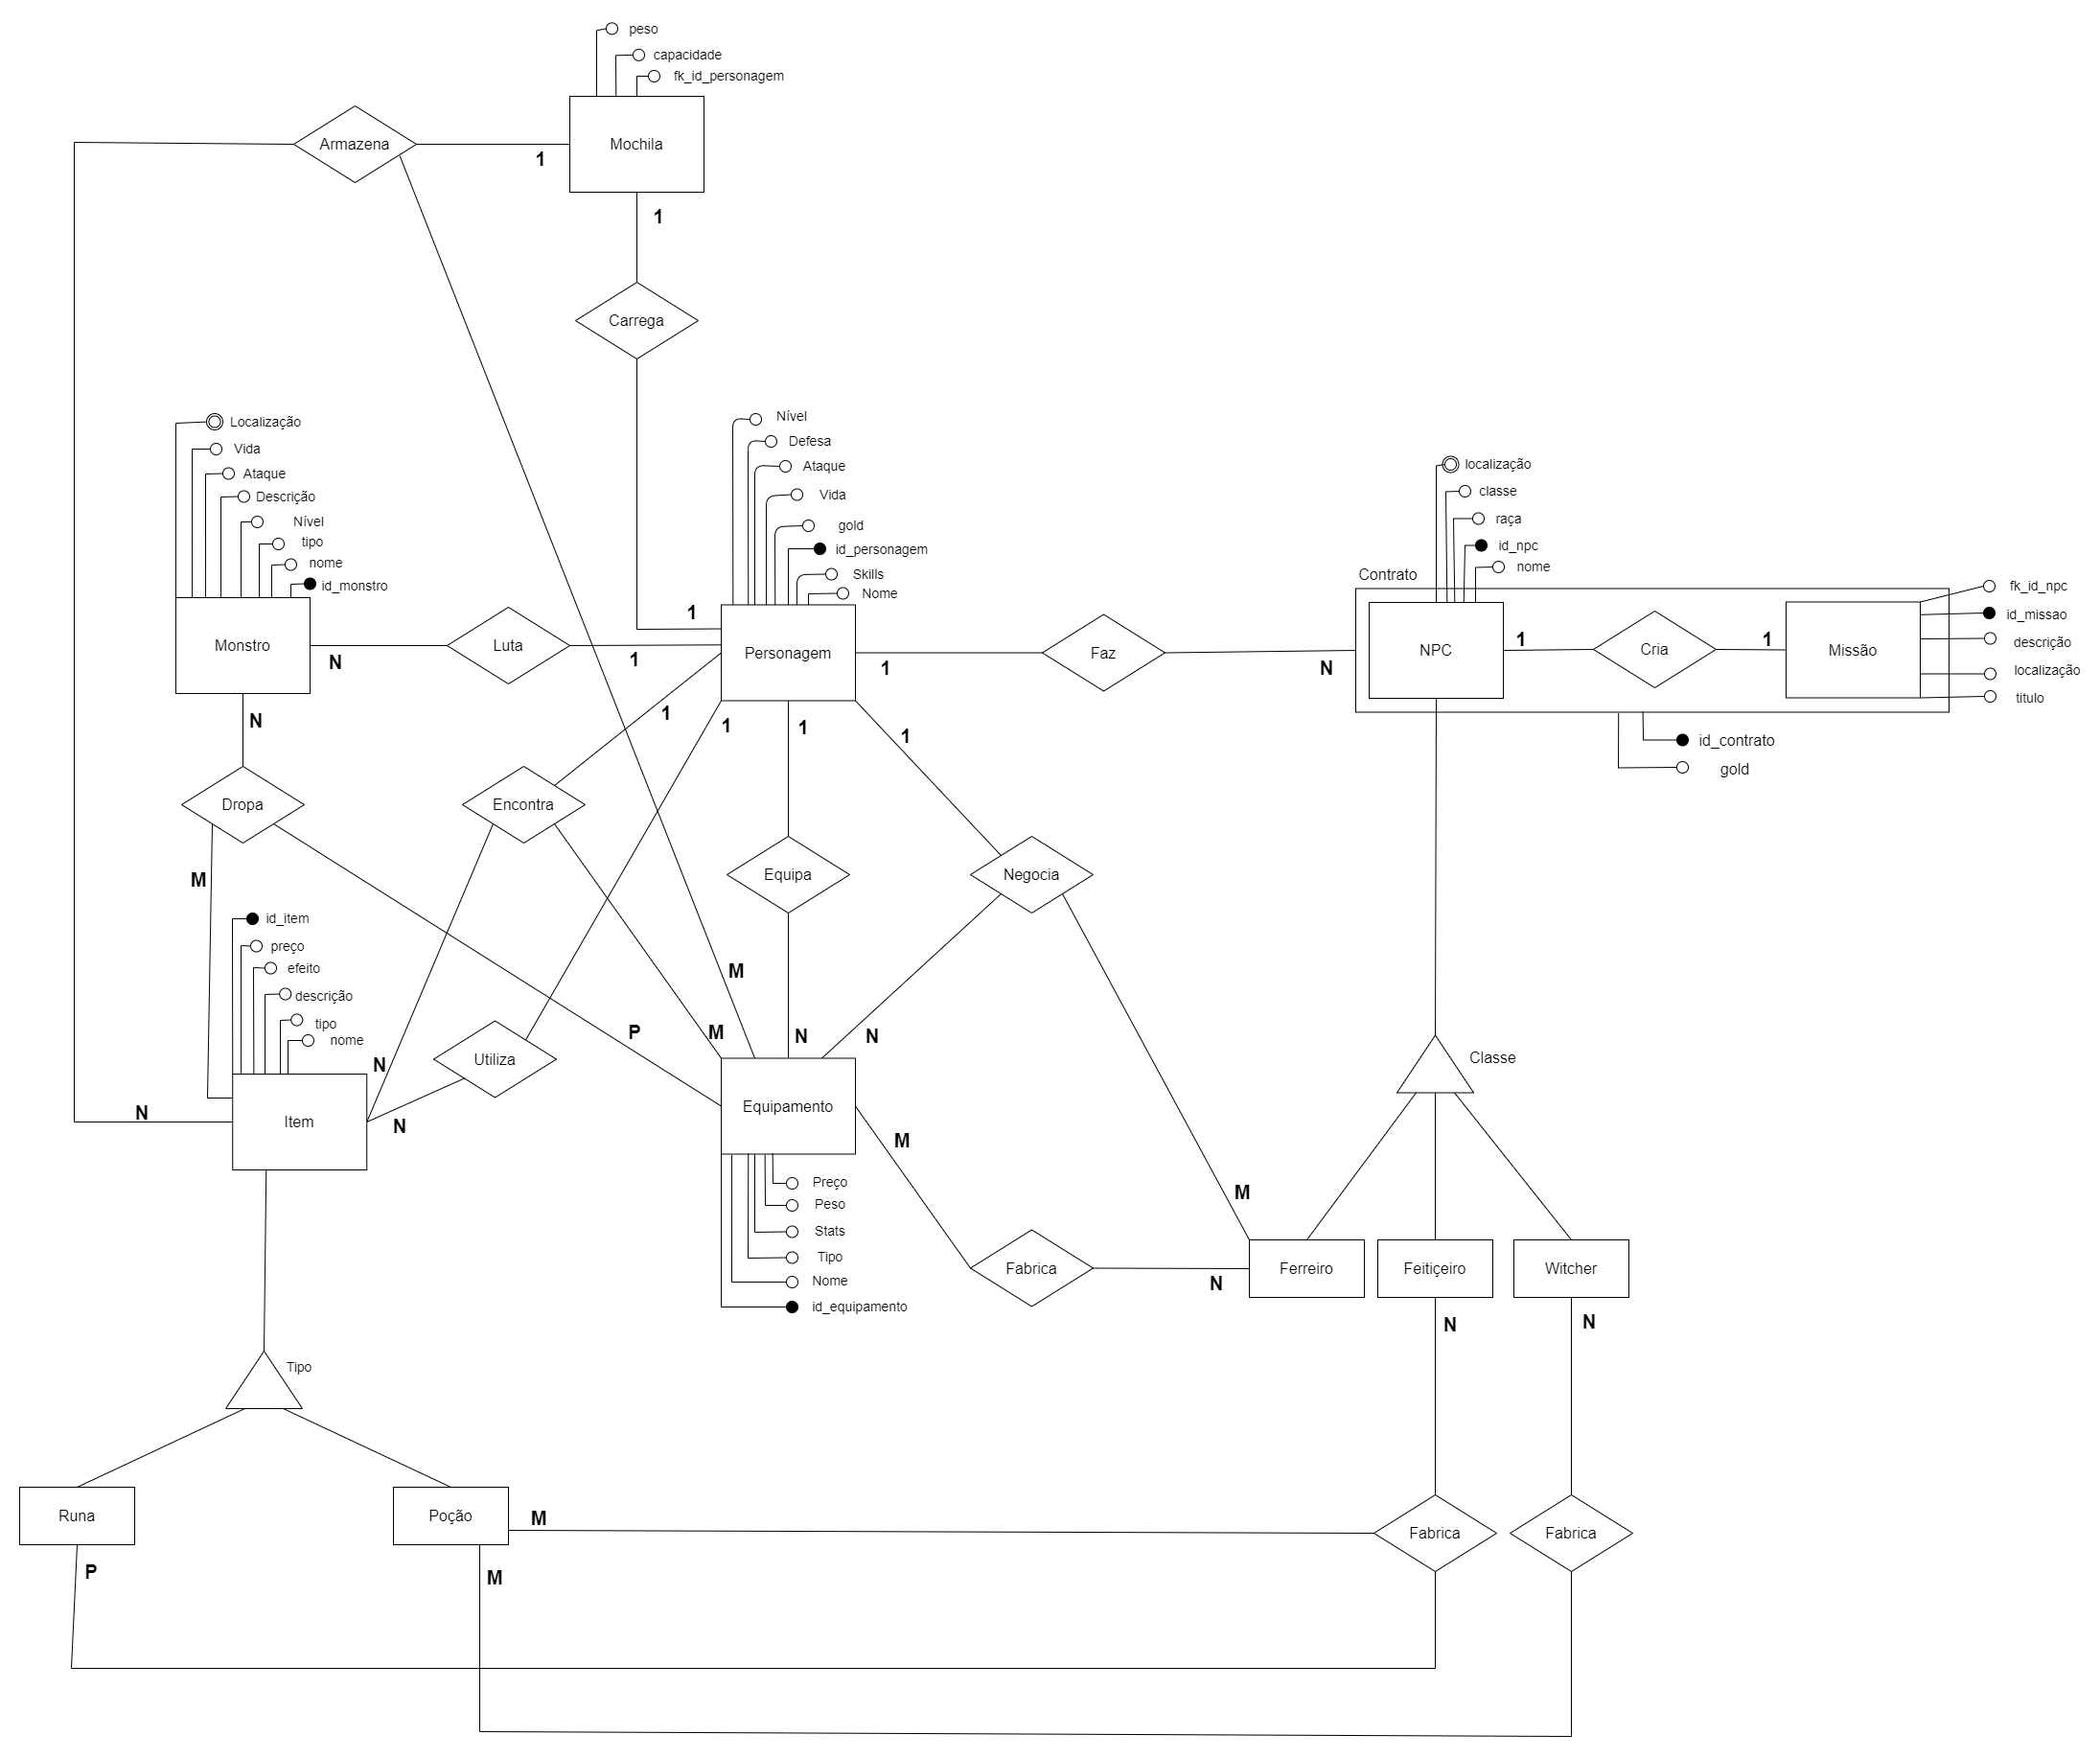 peso
capacidade
fk_id_personagem
Armazena
Mochila
1
1
Carrega
Localização
Vida
Ataque
Descrição
Nível
tipo
nome
id_monstro
Nível
Defesa
Ataque
Vida
gold
id_personagem
Skills
Nome
localização
classe
raça
id_npc
nome
Contrato
fk_id_npc
id_missao
descrição
localização
titulo
1
Monstro
N
Luta
1
Personagem
1
Faz
N
NPC
1
Cria
1
Missão
N
1
1
1
1
id_contrato
gold
Dropa
Encontra
Equipa
Negocia
M
id_item
preço
efeito
descrição
tipo
nome
M
P
M
N
N
N
Utiliza
Classe
N
Item
N
Equipamento
M
Preço
Peso
Stats
Tipo
Nome
id_equipamento
M
Fabrica
N
Ferreiro
Feitiçeiro
Witcher
N
N
Tipo
Runa
Poção
M
Fabrica
Fabrica
P
M